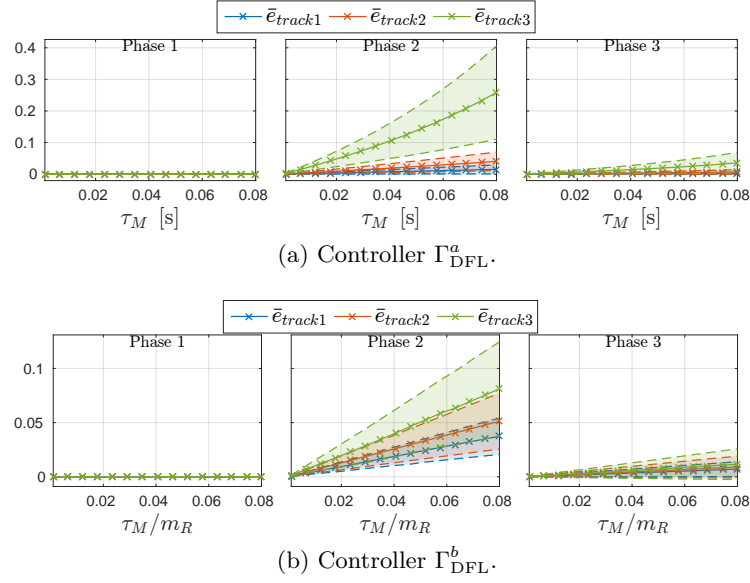 ē_track1 ē_track2 ē_track3
Phase 1 Phase 2 Phase 3
0.4
0.3
0.2
0.1
0
0.02 0.04 0.06 0.08 0.02 0.04 0.06 0.08 0.02 0.04 0.06 0.08
τ_M [s] τ_M [s] τ_M [s]
(a) Controller Γ^a_DFL.
ē_track1 ē_track2 ē_track3
Phase 1 Phase 2 Phase 3
0.1
0.05
0
0.02 0.04 0.06 0.08 0.02 0.04 0.06 0.08 0.02 0.04 0.06 0.08
τ_M/m_R τ_M/m_R τ_M/m_R
(b) Controller Γ^b_DFL.